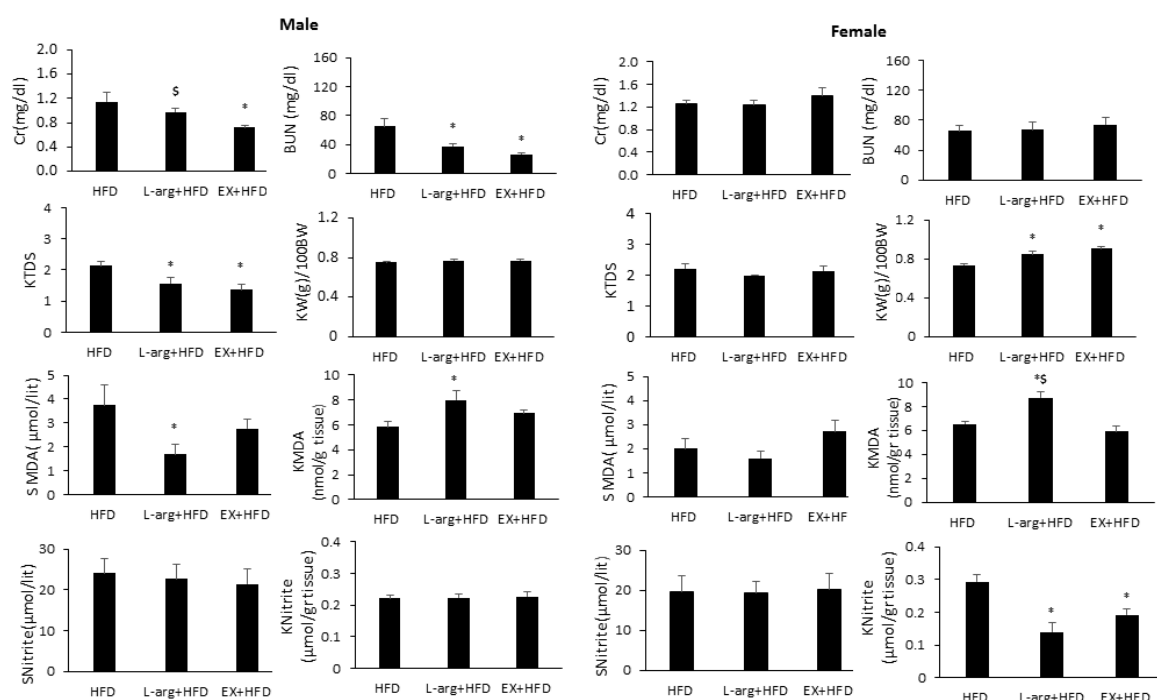 Male
Female
Cr(mg/dl)
2.0
1.6
1.2
0.8
0.4
0.0
$
*
HFD
L-arg+HFD
EX+HFD
BUN (mg/dl)
160
120
80
40
0
*
*
HFD
L-arg+HFD
EX+HFD
Cr(mg/dl)
2.0
1.6
1.2
0.8
0.4
0.0
HFD
L-arg+HFD
EX+HFD
BUN (mg/dl)
160
120
80
40
0
HFD
L-arg+HFD
EX+HFD
KTDS
4
3
2
1
0
*
*
HFD
L-arg+HFD
EX+HFD
KW(g)/100BW
1.2
0.8
0.4
0
HFD
L-arg+HFD
EX+HFD
KTDS
4
3
2
1
0
HFD
L-arg+HFD
EX+HFD
KW(g)/100BW
1.2
0.8
0.4
0
*
*
HFD
L-arg+HFD
EX+HFD
S MDA( µmol/lit)
5
4
3
2
1
0
*
HFD
L-arg+HFD
EX+HFD
KMDA
(nmol/gr tissue)
10
8
6
4
2
0
*
HFD
L-arg+HFD
EX+HFD
S MDA( µmol/lit)
5
4
3
2
1
0
HFD
L-arg+HFD
EX+HF
KMDA
(nmol/gr tissue)
10
8
6
4
2
0
*$
HFD
L-arg+HFD
EX+HFD
SNitrite(µmol/lit)
30
20
10
0
HFD
L-arg+HFD
EX+HFD
KNitrite
(µmol/grtissue)
0.4
0.3
0.2
0.1
0
HFD
L-arg+HFD
EX+HFD
SNitrite(µmol/lit)
30
20
10
0
HFD
L-arg+HFD
EX+HFD
KNitrite
(µmol/grtissue)
0.4
0.3
0.2
0.1
0
*
*
HFD
L-arg+HFD
EX+HFD